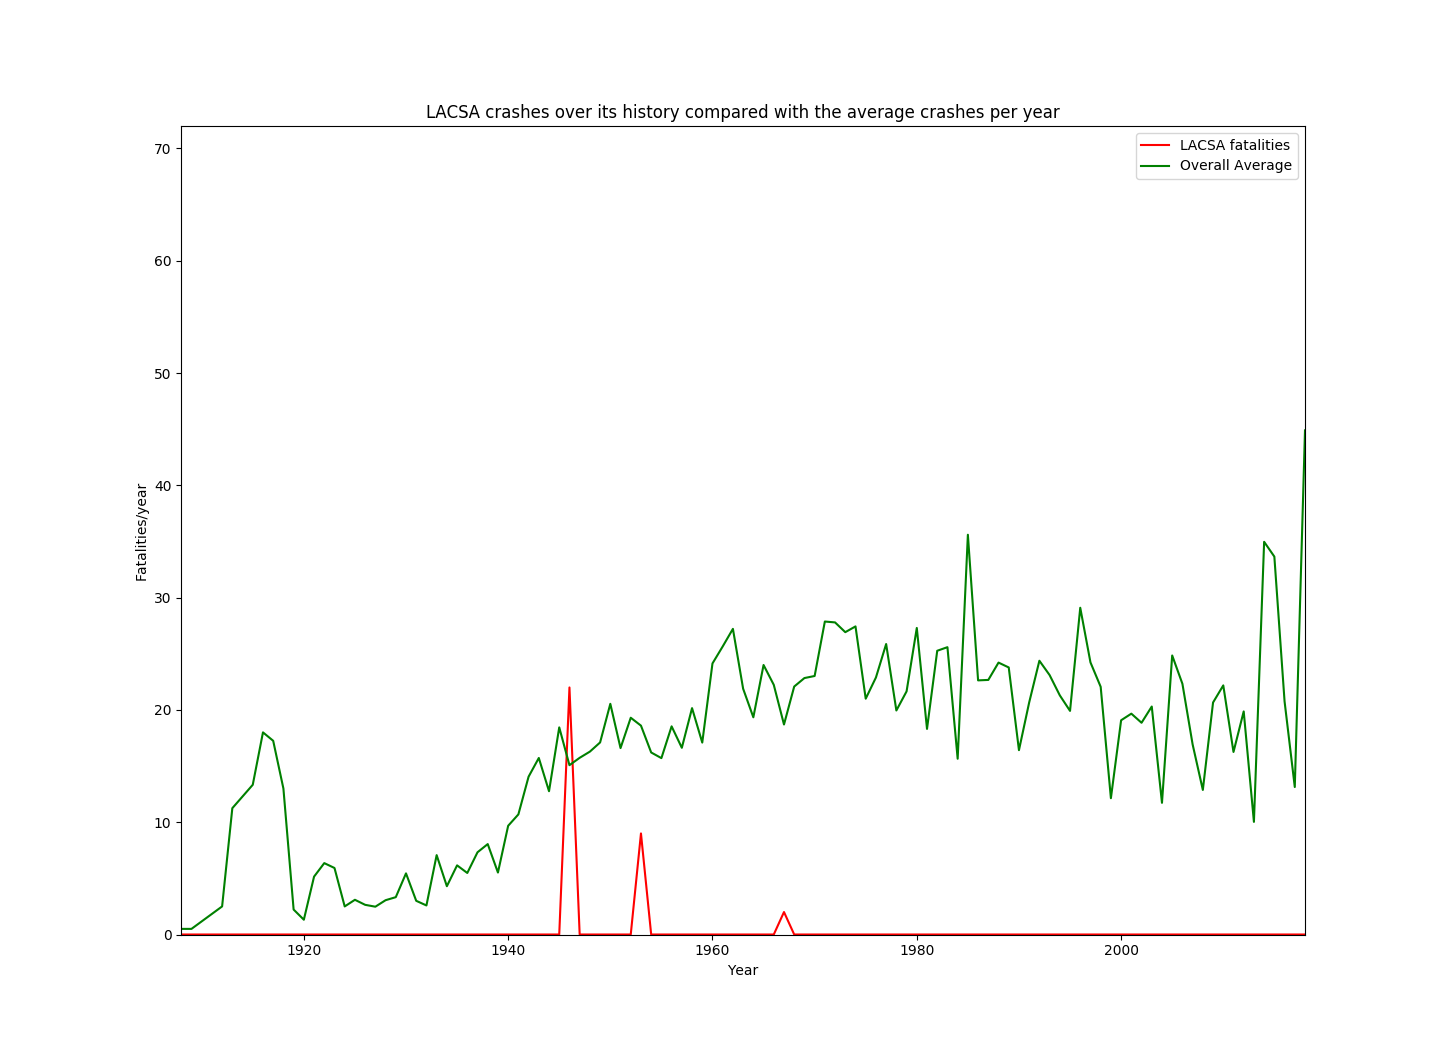 LACSA crashes over its history compared with the average crashes per year
LACSA fatalities
Overall Average
70
60
50
40
30
20
10
0
Fatalities/year
1920 1940 1960 1980 2000
Year